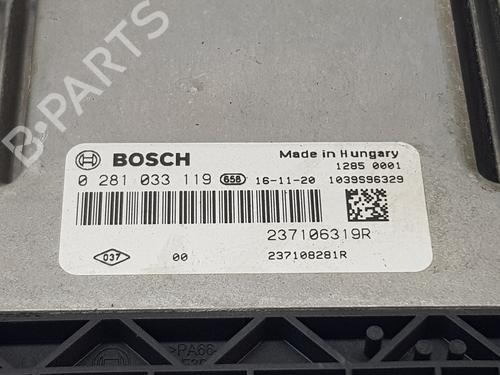 B-PARTS
BOSCH
Made in Hungary
1285 0001
0 281 033 119 658 16-11-20 1039S96329
237106319R
037 00 237108281R
>PA66